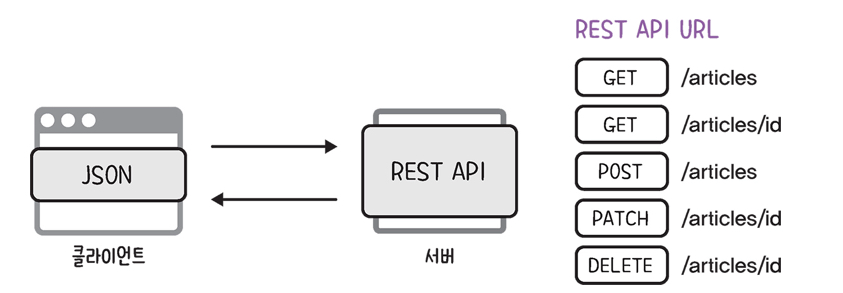 JSON
클라이언트
REST API
서버
REST API URL
GET /articles
GET /articles/id
POST /articles
PATCH /articles/id
DELETE /articles/id